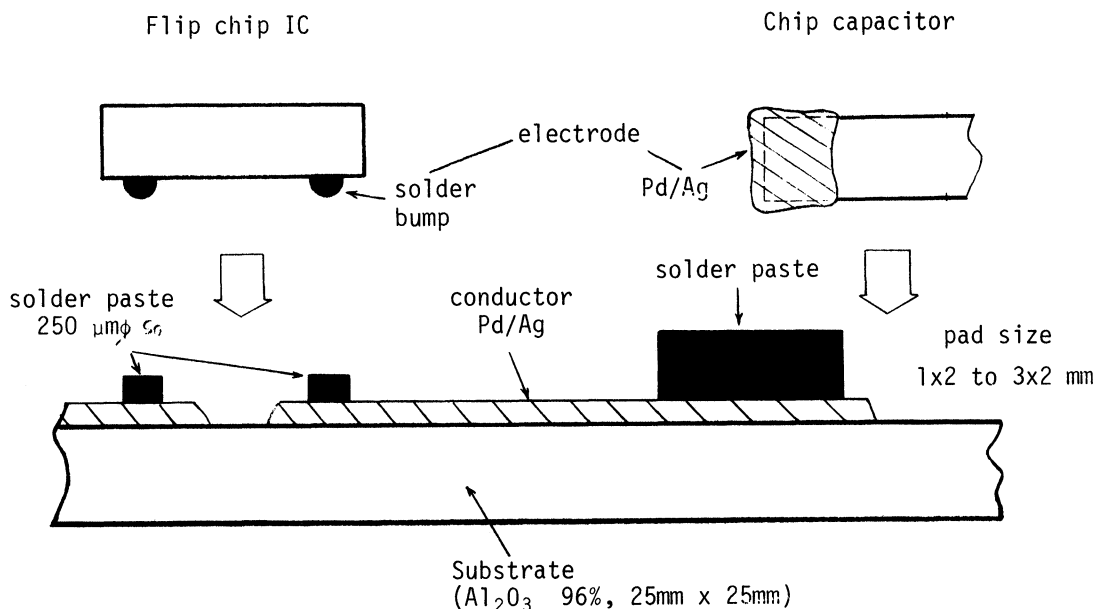 Flip chip IC
Chip capacitor
electrode
solder
bump
Pd/Ag
solder paste
250 μmφ
conductor
Pd/Ag
solder paste
pad size
1x2 to 3x2 mm
Substrate
(Al₂O₃ 96%, 25mm x 25mm)